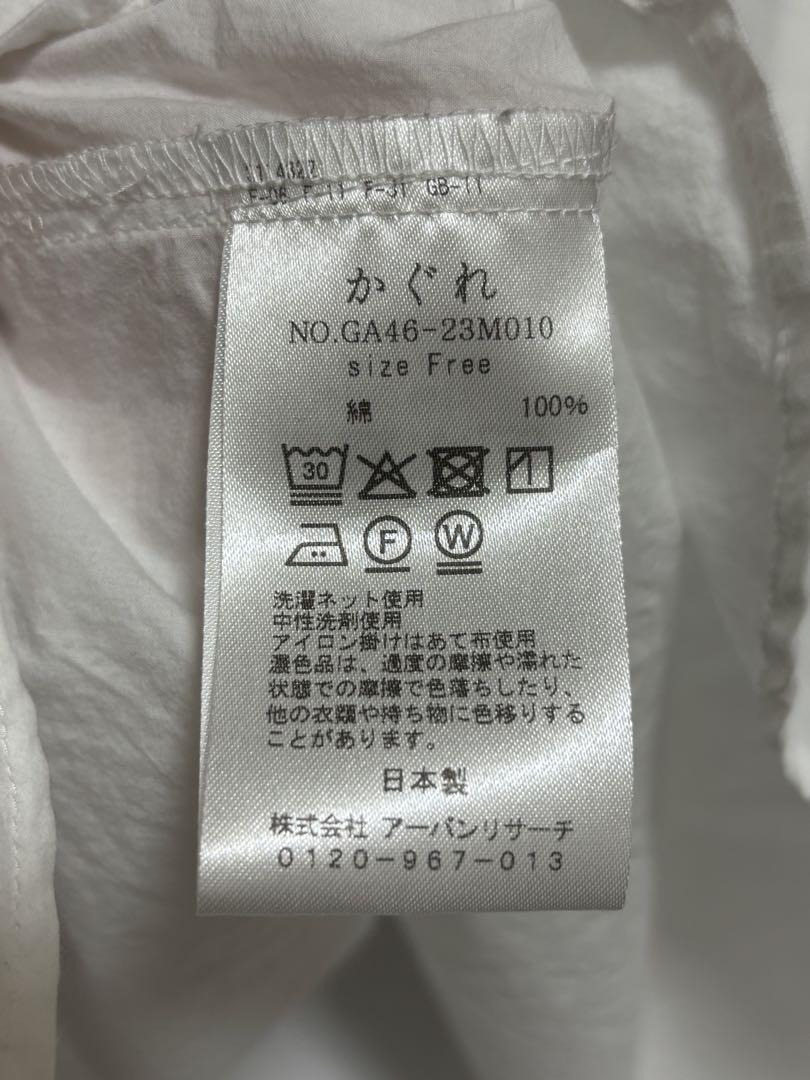 F-06 F-11 F-31 GB-11
かぐれ
NO.GA46-23M010
size Free
綿 100%
30
F W
洗濯ネット使用
中性洗剤使用
アイロン掛けはあて布使用
濃色品は、過度の摩擦や濡れた
状態での摩擦で色落ちしたり、
他の衣類や持ち物に色移りする
ことがあります。
日本製
株式会社 アーバンリサーチ
0120-967-013